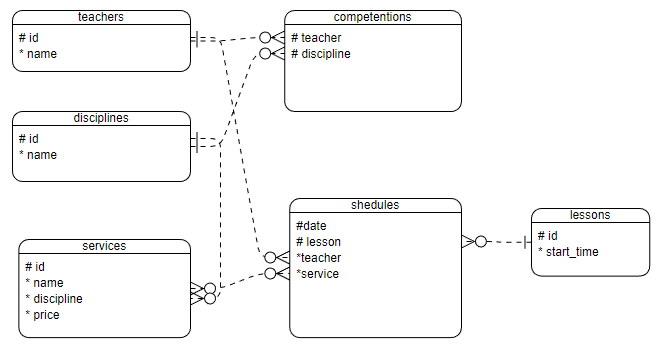 teachers
# id
* name
competentions
# teacher
# discipline
disciplines
# id
* name
shedules
#date
# lesson
*teacher
*service
lessons
# id
* start_time
services
# id
* name
* discipline
* price